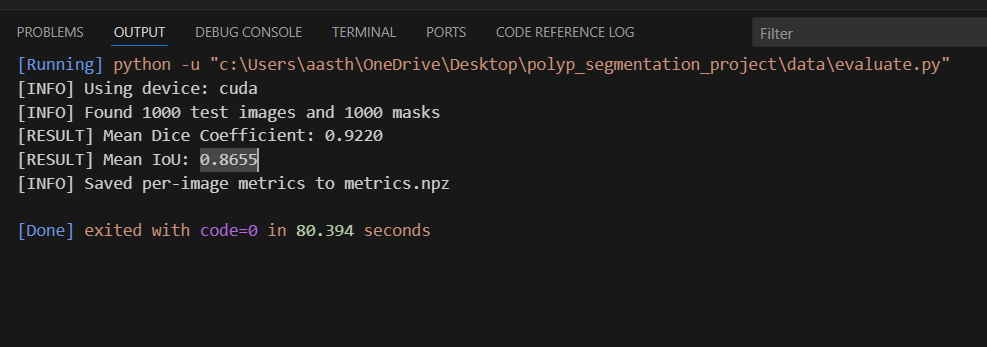 PROBLEMS OUTPUT DEBUG CONSOLE TERMINAL PORTS CODE REFERENCE LOG Filter
[Running] python -u "c:\Users\aasth\OneDrive\Desktop\polyp_segmentation_project\data\evaluate.py"
[INFO] Using device: cuda
[INFO] Found 1000 test images and 1000 masks
[RESULT] Mean Dice Coefficient: 0.9220
[RESULT] Mean IoU: 0.8655
[INFO] Saved per-image metrics to metrics.npz
[Done] exited with code=0 in 80.394 seconds